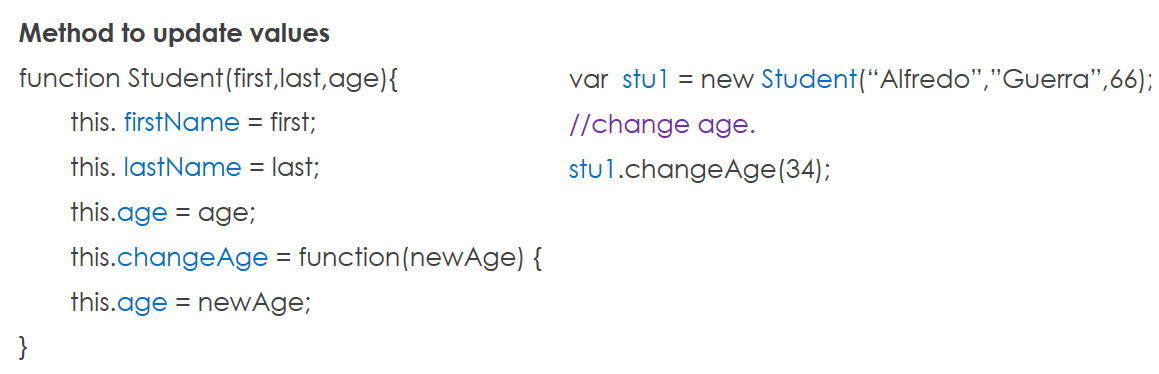 Method to update values
function Student(first,last,age){
this. firstName = first;
this. lastName = last;
this.age = age;
this.changeAge = function(newAge) {
this.age = newAge;
}
var stu1 = new Student(“Alfredo”,”Guerra”,66);
//change age.
stu1.changeAge(34);